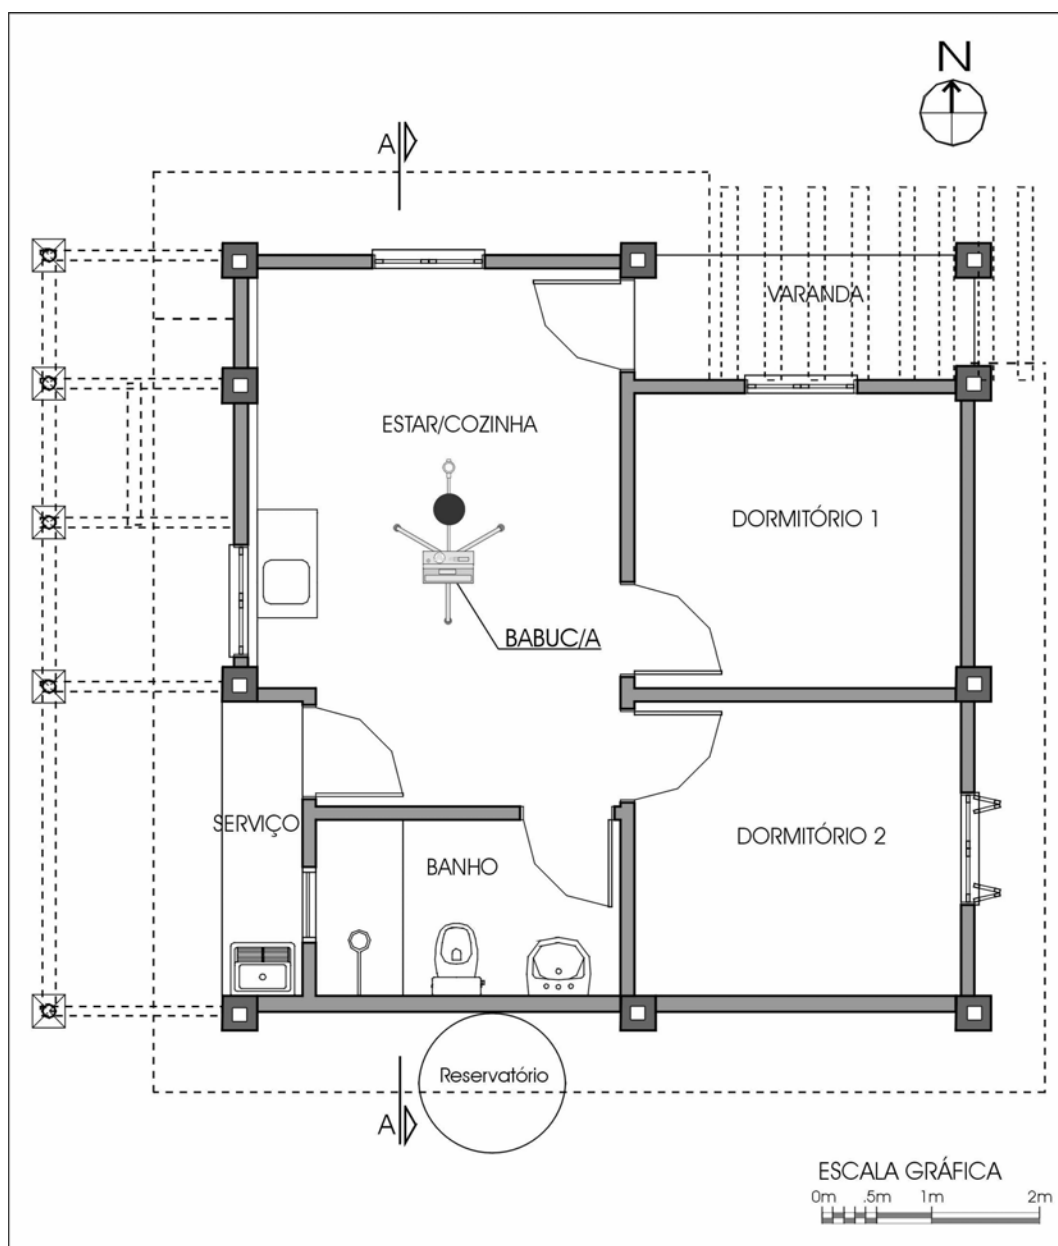 N
A
VARANDA
ESTAR/COZINHA
DORMITÓRIO 1
BABUC/A
SERVIÇO
BANHO
DORMITÓRIO 2
Reservatório
A
ESCALA GRÁFICA
0m .5m 1m 2m